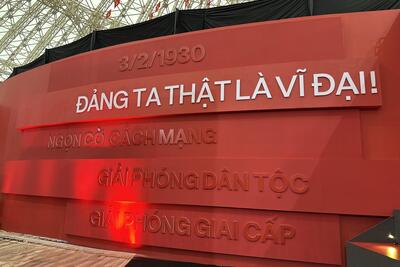 3/2/1930
ĐẢNG TA THẬT LÀ VĨ ĐẠI!
NGỌN CỜ CÁCH MẠNG
GIẢI PHÓNG DÂN TỘC
GIẢI PHÓNG GIAI CẤP